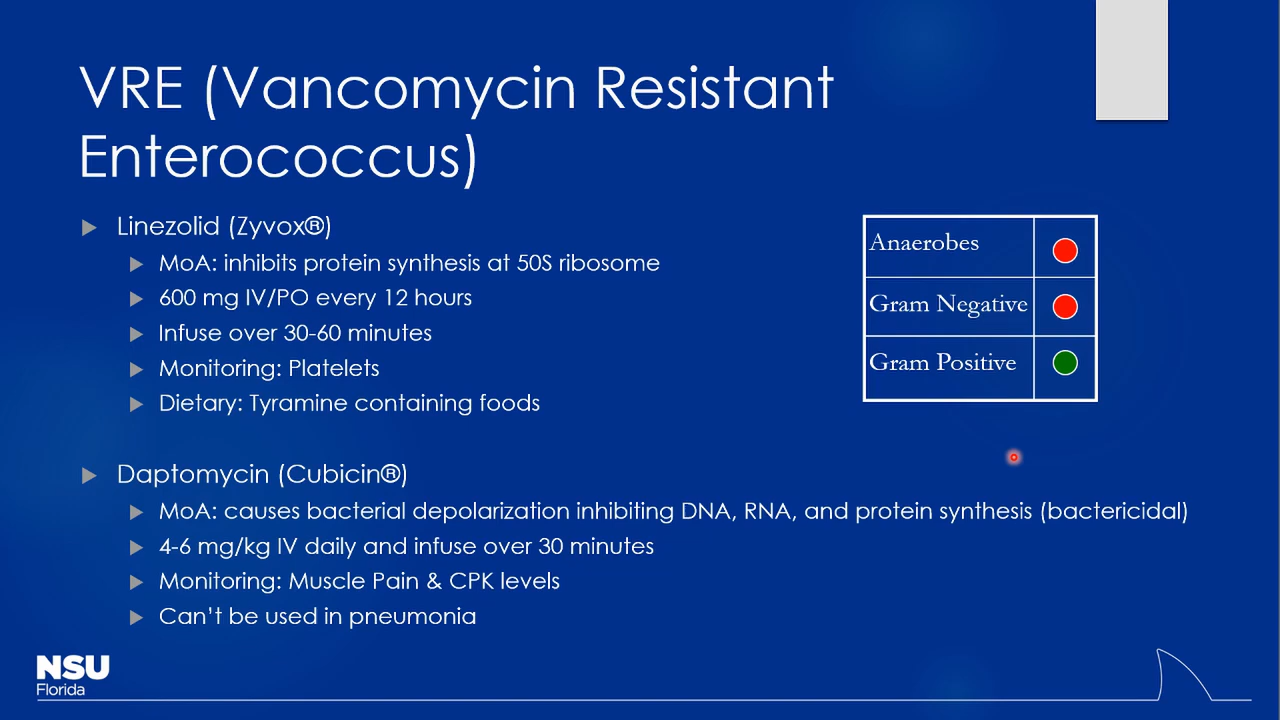 VRE (Vancomycin Resistant
Enterococcus)
Linezolid (Zyvox®)
MoA: inhibits protein synthesis at 50S ribosome
600 mg IV/PO every 12 hours
Infuse over 30-60 minutes
Monitoring: Platelets
Dietary: Tyramine containing foods
Anaerobes
Gram Negative
Gram Positive
Daptomycin (Cubicin®)
MoA: causes bacterial depolarization inhibiting DNA, RNA, and protein synthesis (bactericidal)
4-6 mg/kg IV daily and infuse over 30 minutes
Monitoring: Muscle Pain & CPK levels
Can't be used in pneumonia
NSU
Florida